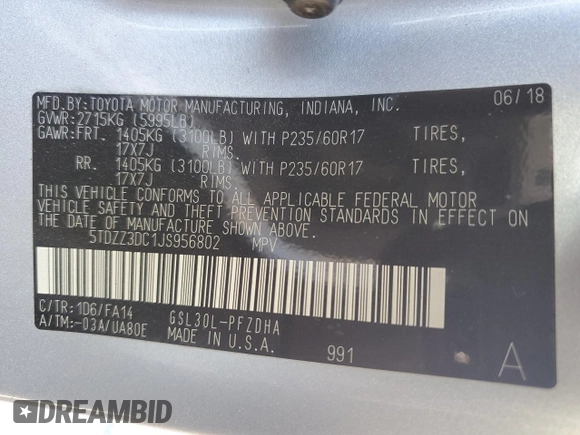 MFD.BY: TOYOTA MOTOR MANUFACTURING, INDIANA, INC. 06/18
GVWR: 2715KG (5995LB)
GAWR: FRT. 1405KG (3100LB) WITH P235/60R17 TIRES,
17X7J RIMS.
RR. 1405KG (3100LB) WITH P235/60R17 TIRES,
17X7J RIMS.
THIS VEHICLE CONFORMS TO ALL APPLICABLE FEDERAL MOTOR
VEHICLE SAFETY AND THEFT PREVENTION STANDARDS IN EFFECT ON
THE DATE OF MANUFACTURE SHOWN ABOVE.
5TDZZ3DC1JS956802 MPV
C/TR: 1D6/FA14 GSL30L-PFZDHA
A/TM: -03A/UA80E MADE IN U.S.A. 991 A
DREAMBID